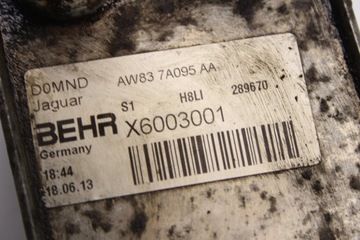 D0MND AW83 7A095 AA
Jaguar S1 H8LI 289670
BEHR X6003001
Germany
18:44
18.06.13